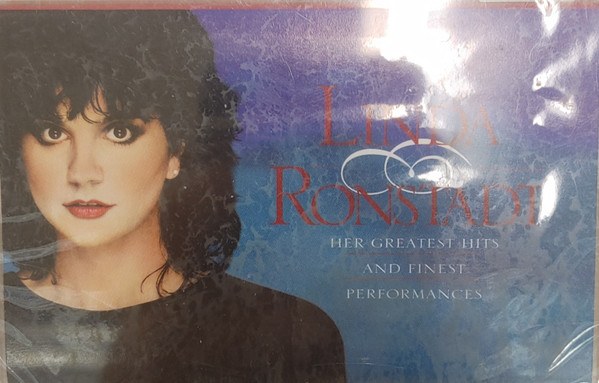 LINDA
RONSTADT
HER GREATEST HITS
AND FINEST
PERFORMANCES